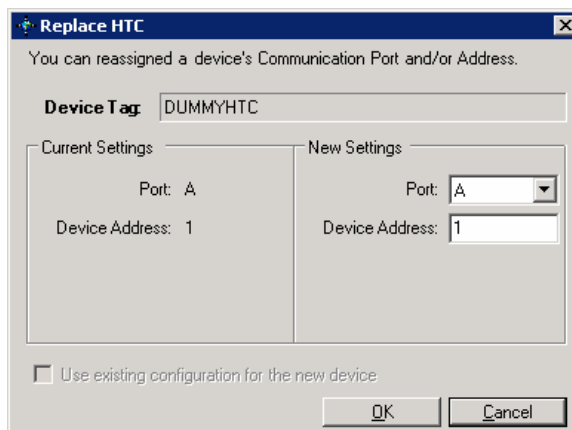 Replace HTC
You can reassigned a device's Communication Port and/or Address.
Device Tag: DUMMYHTC
Current Settings
New Settings
Port: A
Port: A
Device Address: 1
Device Address: 1
Use existing configuration for the new device
OK
Cancel